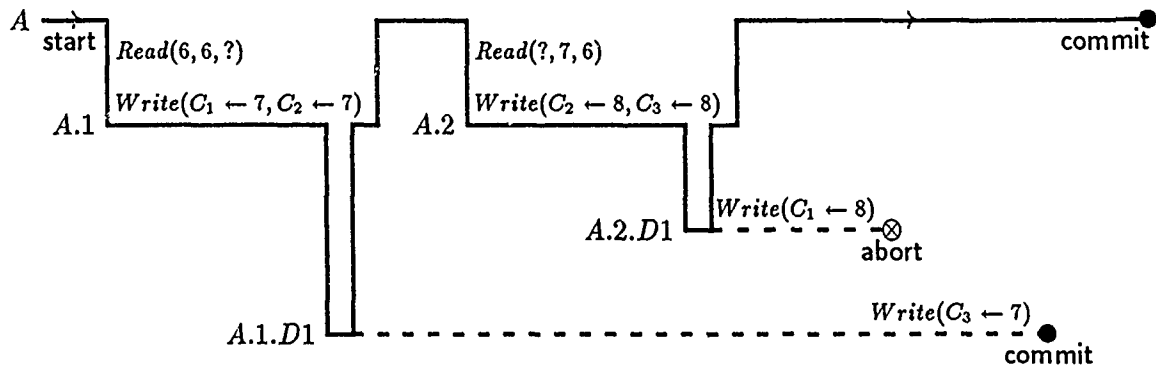 A
start
commit
Read(6, 6, ?)
Read(?, 7, 6)
Write(C₁ ← 7, C₂ ← 7)
Write(C₂ ← 8, C₃ ← 8)
A.1
A.2
Write(C₁ ← 8)
A.2.D1
abort
Write(C₃ ← 7)
A.1.D1
commit